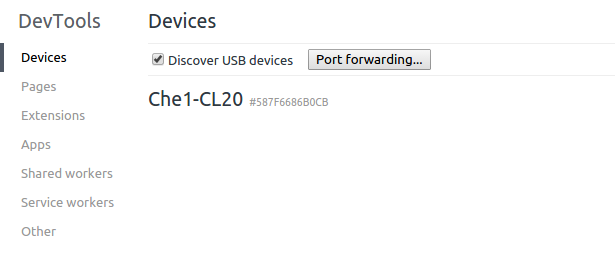 DevTools
Devices
Pages
Extensions
Apps
Shared workers
Service workers
Other
Devices
Discover USB devices Port forwarding...
Che1-CL20 #587F6686B0CB